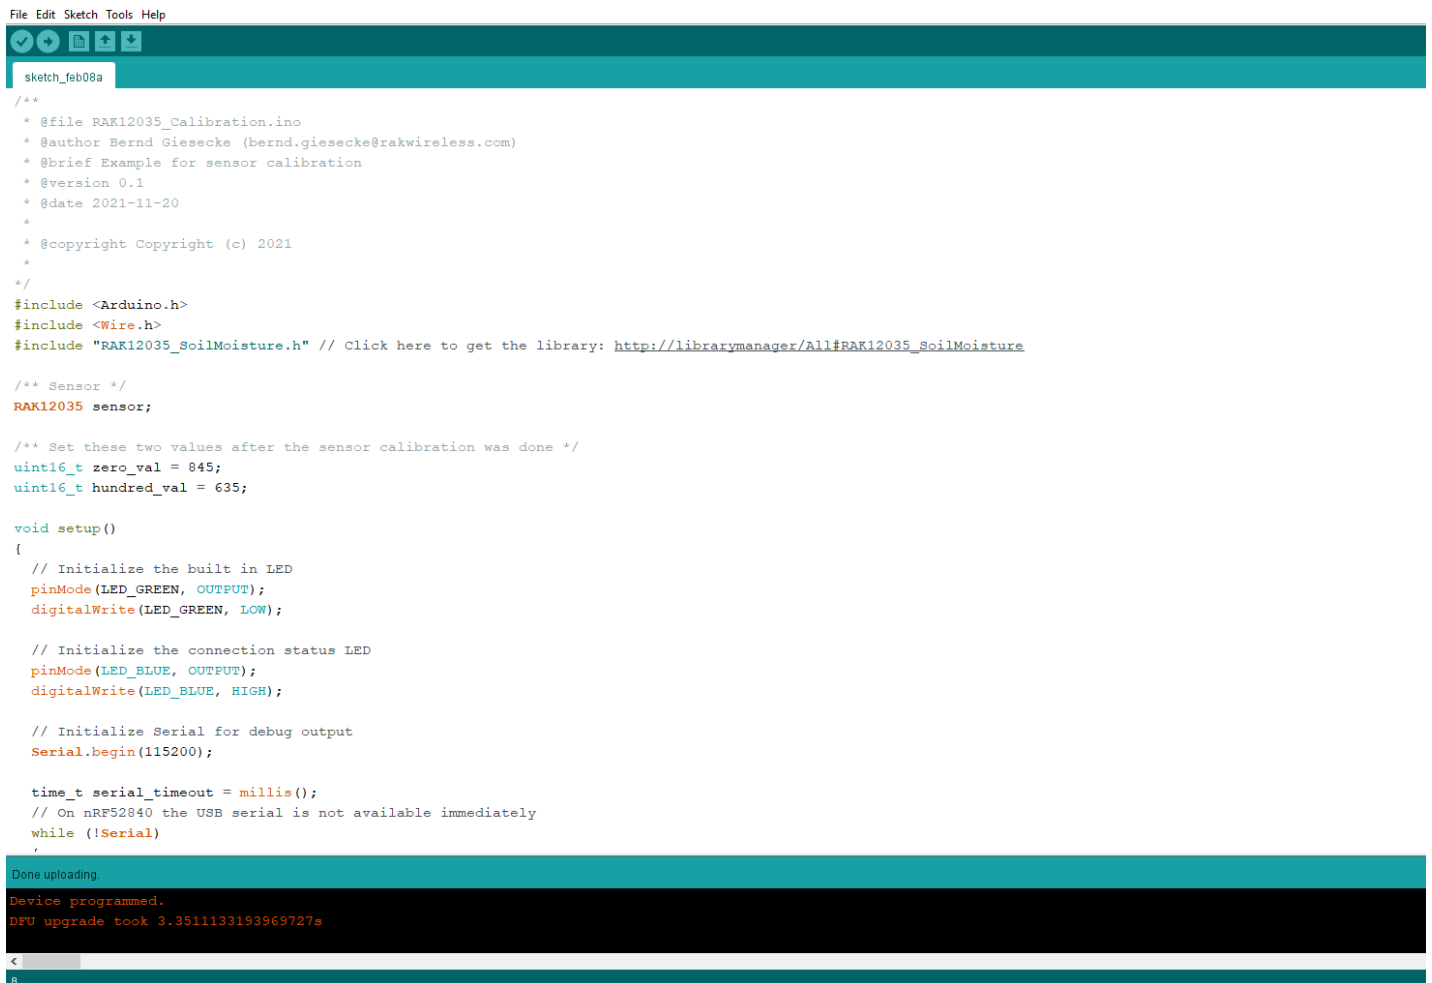 File Edit Sketch Tools Help
sketch_feb08a
/**
 * @file RAK12035_Calibration.ino
 * @author Bernd Giesecke (bernd.giesecke@rakwireless.com)
 * @brief Example for sensor calibration
 * @version 0.1
 * @date 2021-11-20
 *
 * @copyright Copyright (c) 2021
 *
*/
#include <Arduino.h>
#include <Wire.h>
#include "RAK12035_SoilMoisture.h" // Click here to get the library: http://librarymanager/All#RAK12035_SoilMoisture
/** Sensor */
RAK12035 sensor;
/** Set these two values after the sensor calibration was done */
uint16_t zero_val = 845;
uint16_t hundred_val = 635;
void setup()
{
  // Initialize the built in LED
  pinMode(LED_GREEN, OUTPUT);
  digitalWrite(LED_GREEN, LOW);
  // Initialize the connection status LED
  pinMode(LED_BLUE, OUTPUT);
  digitalWrite(LED_BLUE, HIGH);
  // Initialize Serial for debug output
  Serial.begin(115200);
  time_t serial_timeout = millis();
  // On nRF52840 the USB serial is not available immediately
  while (!Serial)
Done uploading.
Device programmed.
DFU upgrade took 3.3511133193969727s
8